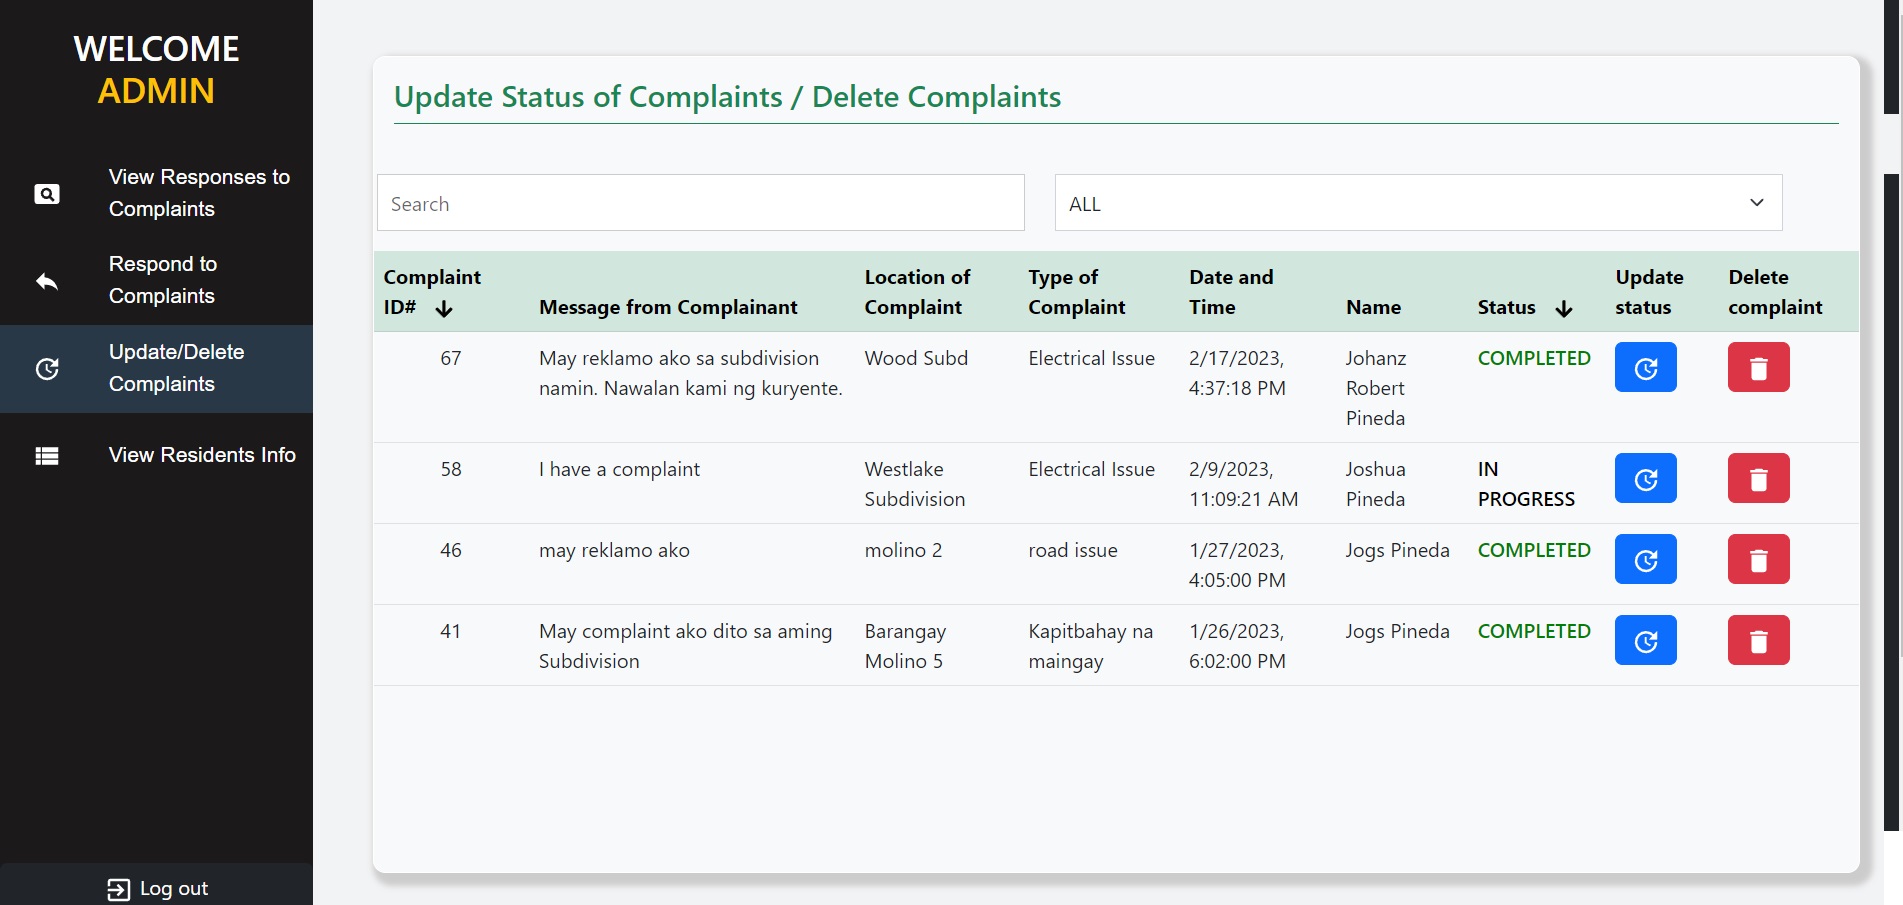 WELCOME
ADMIN
View Responses to
Complaints
Respond to
Complaints
Update/Delete
Complaints
View Residents Info
Log out
Update Status of Complaints / Delete Complaints
Search
ALL
Complaint
ID#
Message from Complainant
Location of
Complaint
Type of
Complaint
Date and
Time
Name
Status
Update
status
Delete
complaint
67
May reklamo ako sa subdivision
namin. Nawalan kami ng kuryente.
Wood Subd
Electrical Issue
2/17/2023,
4:37:18 PM
Johanz
Robert
Pineda
COMPLETED
58
I have a complaint
Westlake
Subdivision
Electrical Issue
2/9/2023,
11:09:21 AM
Joshua
Pineda
IN
PROGRESS
46
may reklamo ako
molino 2
road issue
1/27/2023,
4:05:00 PM
Jogs Pineda
COMPLETED
41
May complaint ako dito sa aming
Subdivision
Barangay
Molino 5
Kapitbahay na
maingay
1/26/2023,
6:02:00 PM
Jogs Pineda
COMPLETED